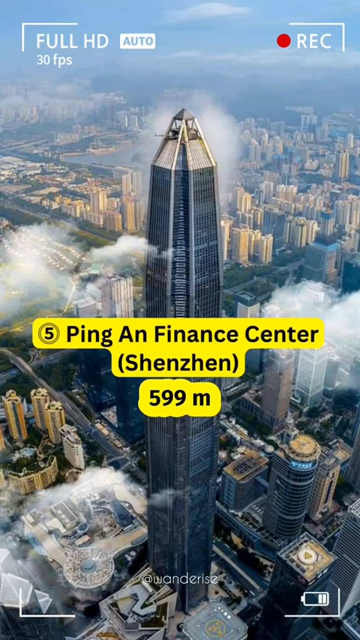 FULL HD AUTO
REC
30 fps
⑤ Ping An Finance Center
(Shenzhen)
599 m
@wanderise